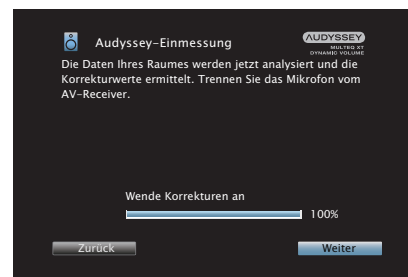 Audyssey-Einmessung
AUDYSSEY
MULTEQ XT
DYNAMIC VOLUME
Die Daten Ihres Raumes werden jetzt analysiert und die
Korrekturwerte ermittelt. Trennen Sie das Mikrofon vom
AV-Receiver.
Wende Korrekturen an
100%
Zurück
Weiter